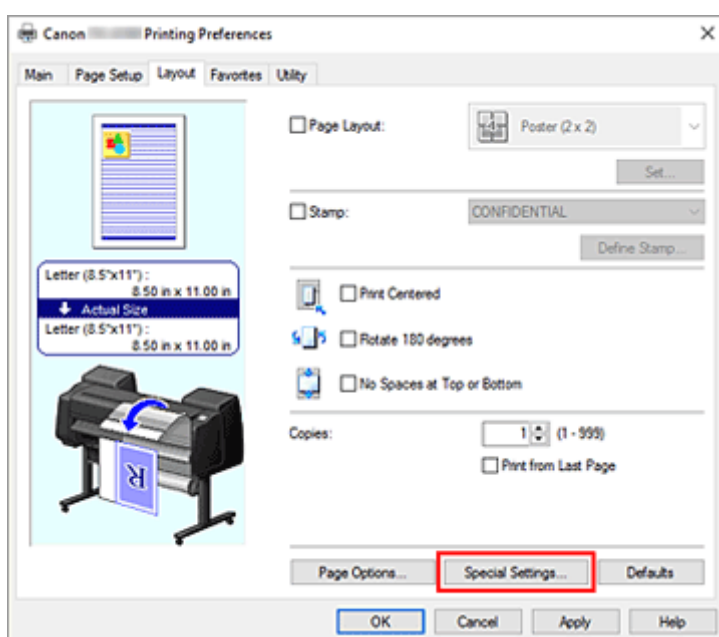 Canon Printing Preferences
Main Page Setup Layout Favorites Utility
Page Layout: Poster (2 x 2)
Set...
Stamp: CONFIDENTIAL
Define Stamp...
Letter (8.5"x11") :
8.50 in x 11.00 in
Actual Size
Letter (8.5"x11") :
8.50 in x 11.00 in
Print Centered
Rotate 180 degrees
No Spaces at Top or Bottom
Copies: 1 (1 - 999)
Print from Last Page
R
Page Options... Special Settings... Defaults
OK Cancel Apply Help